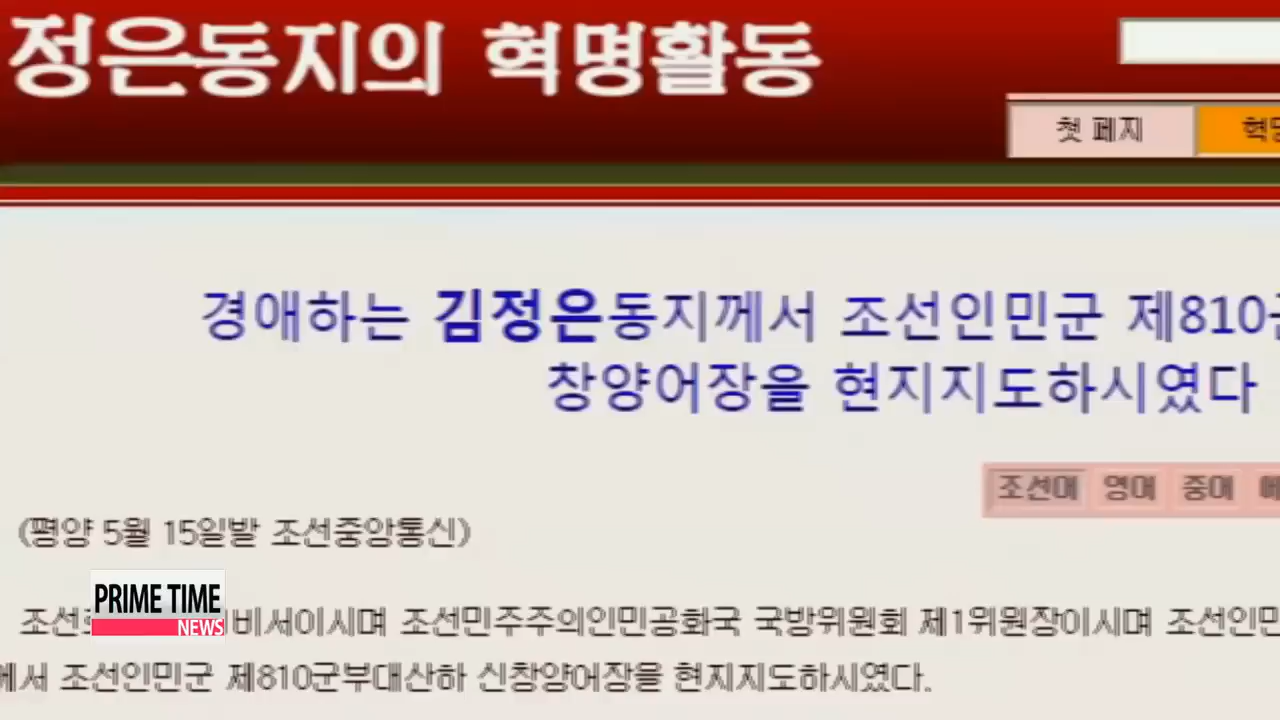 정은동지의 혁명활동
첫 페지
경애하는 김정은동지께서 조선인민군 제810
창양어장을 현지지도하시였다
조선어 영어 중어
(평양 5월 15일발 조선중앙통신)
PRIME TIME
NEWS
비서이시며 조선민주주의인민공화국 국방위원회 제1위원장이시며 조선인민
에서 조선인민군 제810군부대산하 신창양어장을 현지지도하시였다.